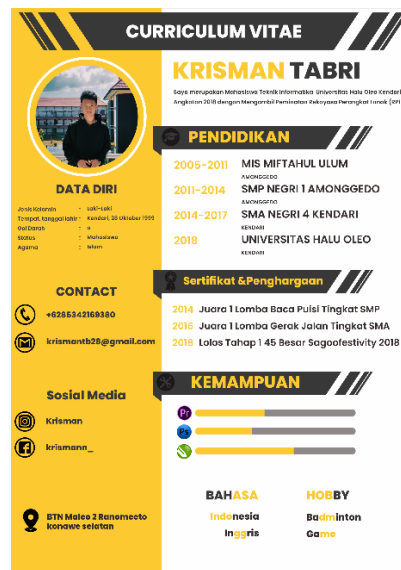 CURRICULUM VITAE
KRISMAN TABRI
Saya merupakan Mahasiswa Teknik Informatika Universitas Halu Oleo Kendari
Angkatan 2018 dengan Mengambil Peminatan Rekayasa Perangkat Lunak (RPL
DATA DIRI
Jenis Kelamin : Laki-Laki
Tempat, tanggal lahir : Kendari, 28 Oktober 1999
Gol Darah : o
Status : Mahasiswa
Agama : Islam
CONTACT
+6285342169380
krismantb28@gmail.com
Sosial Media
Krisman
krismann_
BTN Maleo 2 Ranomeeto
konawe selatan
PENDIDIKAN
2005-2011 MIS MIFTAHUL ULUM
AMONGGEDO
2011-2014 SMP NEGRI 1 AMONGGEDO
AMONGGEDO
2014-2017 SMA NEGRI 4 KENDARI
KENDARI
2018 UNIVERSITAS HALU OLEO
KENDARI
Sertifikat &Penghargaan
2014 Juara 1 Lomba Baca Puisi Tingkat SMP
2016 Juara 1 Lomba Gerak Jalan Tingkat SMA
2018 Lolos Tahap 1 45 Besar Sagoofestivity 2018
KEMAMPUAN
Pr
Ps
BAHASA
Indonesia
Inggris
HOBBY
Badminton
Game